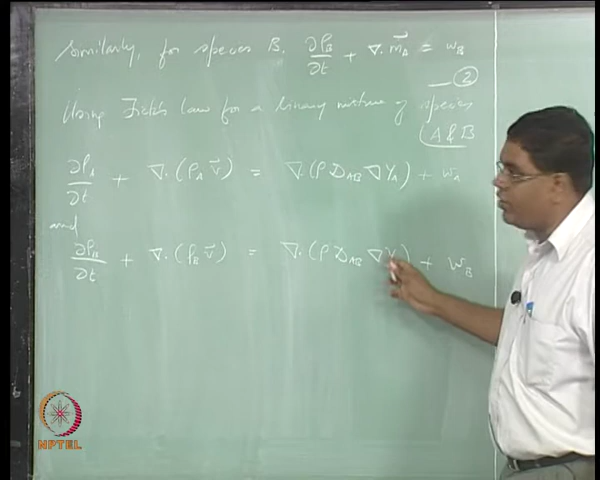 Similarly, for species B. ∂ρ_B/∂t + ∇·m⃗_B = w_B
— ②
Using Fick's law for a binary mixture of species
A & B
∂ρ_A/∂t + ∇·(ρ_A v⃗) = ∇·(ρ D_AB ∇Y_A) + w_A
and
∂ρ_B/∂t + ∇·(ρ_B v⃗) = ∇·(ρ D_AB ∇Y ) + w_B
NPTEL